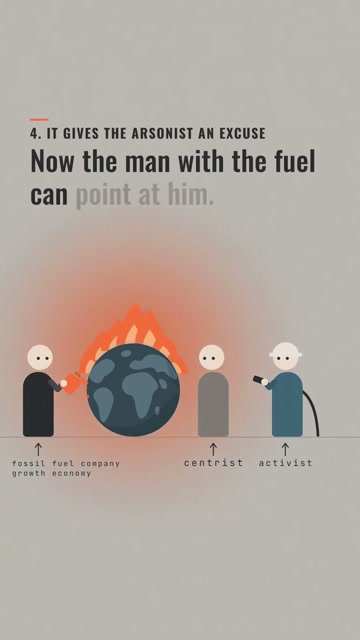 4. IT GIVES THE ARSONIST AN EXCUSE
Now the man with the fuel
can point at him.
fossil fuel company
growth economy
centrist
activist